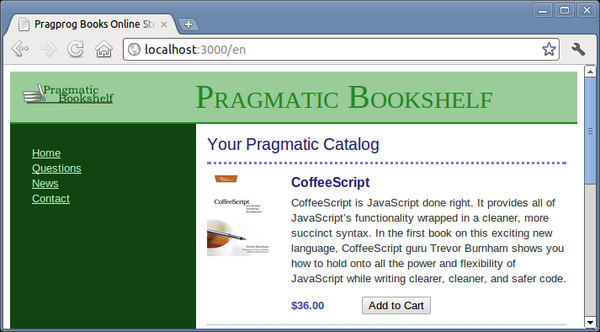 Pragprog Books Online St
localhost:3000/en
Pragmatic
Bookshelf
PRAGMATIC BOOKSHELF
Home
Questions
News
Contact
Your Pragmatic Catalog
CoffeeScript
CoffeeScript
CoffeeScript is JavaScript done right. It provides all of
JavaScript's functionality wrapped in a cleaner, more
succinct syntax. In the first book on this exciting new
language, CoffeeScript guru Trevor Burnham shows you
how to hold onto all the power and flexibility of
JavaScript while writing clearer, cleaner, and safer code.
$36.00
Add to Cart